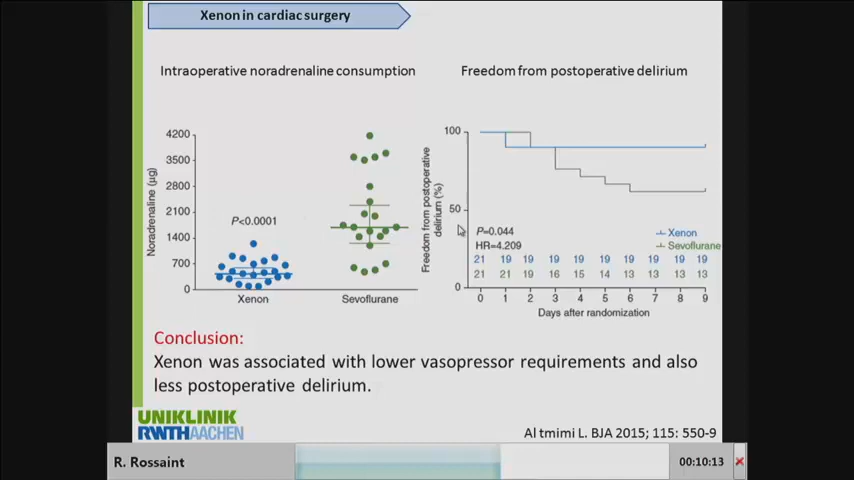 Xenon in cardiac surgery
Intraoperative noradrenaline consumption
Freedom from postoperative delirium
Noradrenaline (µg)
4200
3500
2800
2100
1400
700
0
P<0.0001
Xenon
Sevoflurane
Freedom from postoperative
delirium (%)
100
50
0
P=0.044
HR=4.209
Xenon
Sevoflurane
21 19 19 19 19 19 19 19 19 19
21 21 19 16 15 14 13 13 13 13
0 1 2 3 4 5 6 7 8 9
Days after randomization
Conclusion:
Xenon was associated with lower vasopressor requirements and also
less postoperative delirium.
UNIKLINIK
RWTHAACHEN
Al tmimi L. BJA 2015; 115: 550-9
R. Rossaint
00:10:13